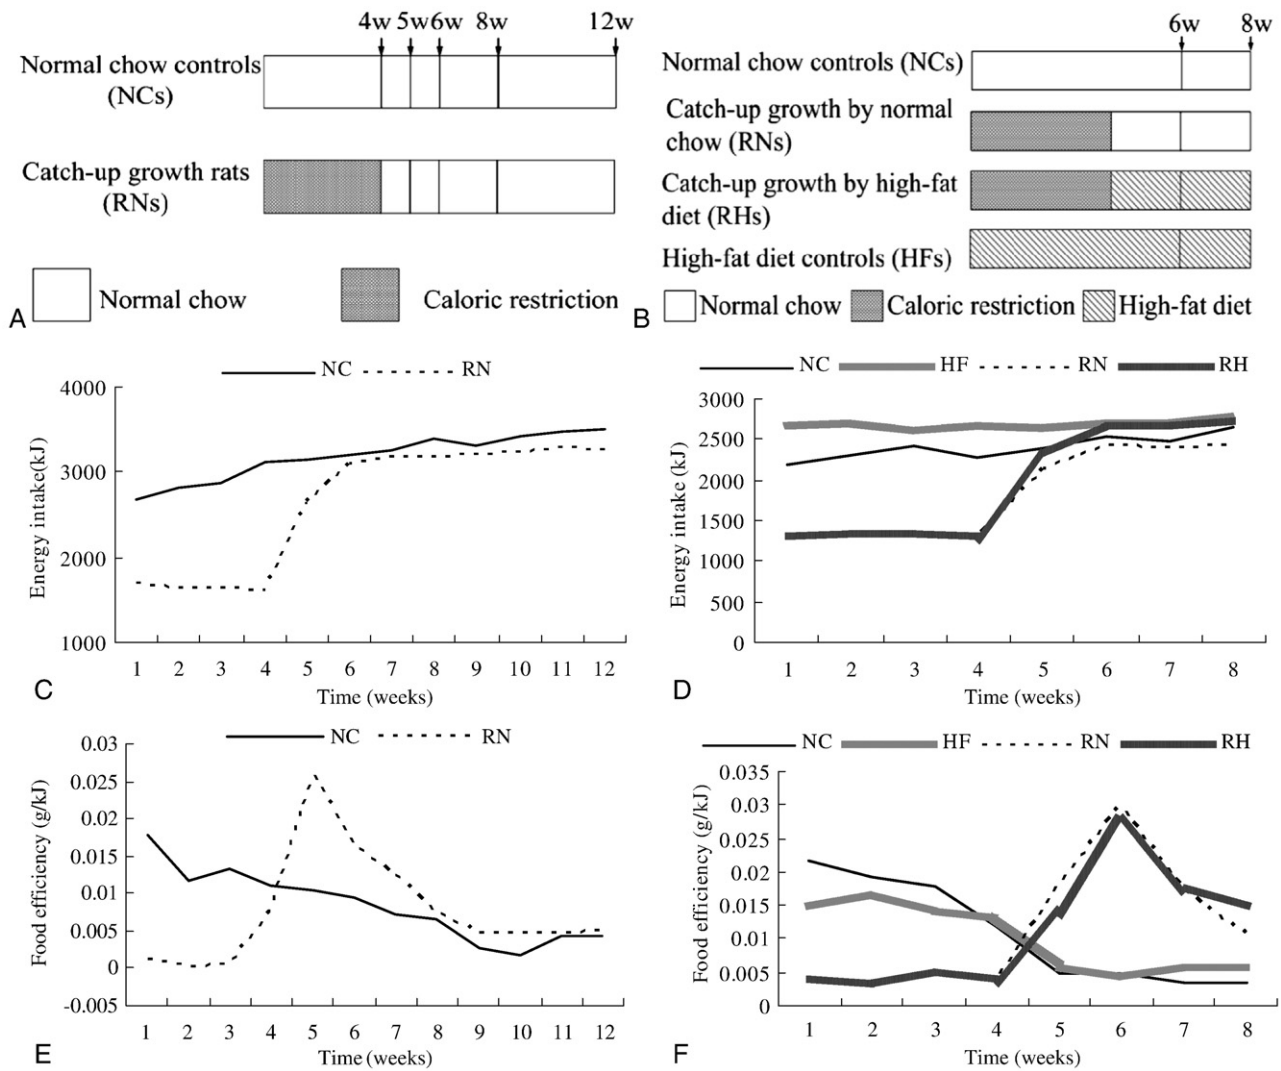 4w 5w 6w 8w 12w
Normal chow controls
(NCs)
Catch-up growth rats
(RNs)
Normal chow
Caloric restriction
A
6w 8w
Normal chow controls (NCs)
Catch-up growth by normal
chow (RNs)
Catch-up growth by high-fat
diet (RHs)
High-fat diet controls (HFs)
Normal chow
Caloric restriction
High-fat diet
B
NC RN
4000
3000
2000
1000
Energy intake(kJ)
1 2 3 4 5 6 7 8 9 10 11 12
Time (weeks)
C
NC HF RN RH
3000
2500
2000
1500
1000
500
0
Energy intake (kJ)
1 2 3 4 5 6 7 8
Time (weeks)
D
NC RN
0.03
0.025
0.02
0.015
0.01
0.005
0
-0.005
Food efficiency (g/kJ)
1 2 3 4 5 6 7 8 9 10 11 12
Time (weeks)
E
NC HF RN RH
0.035
0.03
0.025
0.02
0.015
0.01
0.005
0
Food efficiency (g/kJ)
1 2 3 4 5 6 7 8
Time (weeks)
F